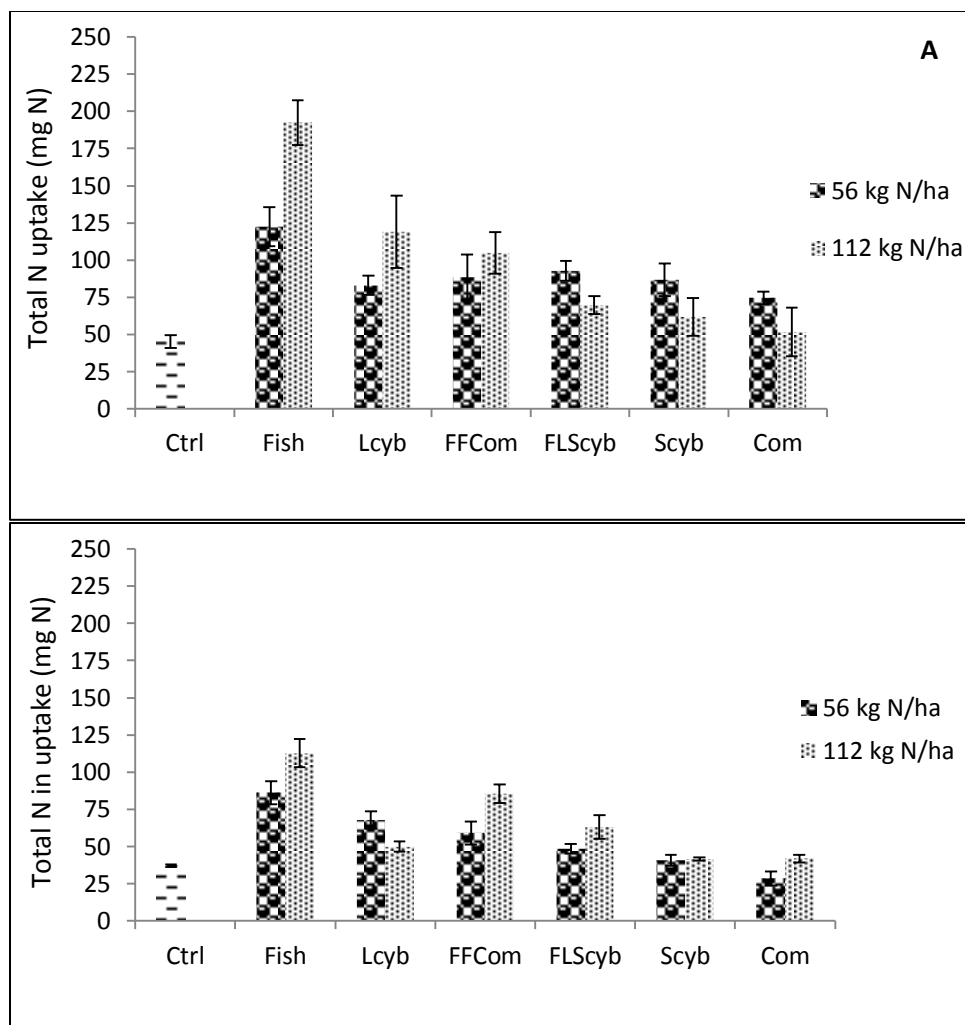 A
Total N uptake (mg N)
250
225
200
175
150
125
100
75
50
25
0
56 kg N/ha
112 kg N/ha
Ctrl Fish Lcyb FFCom FLScyb Scyb Com
Total N in uptake (mg N)
250
225
200
175
150
125
100
75
50
25
0
56 kg N/ha
112 kg N/ha
Ctrl Fish Lcyb FFCom FLScyb Scyb Com